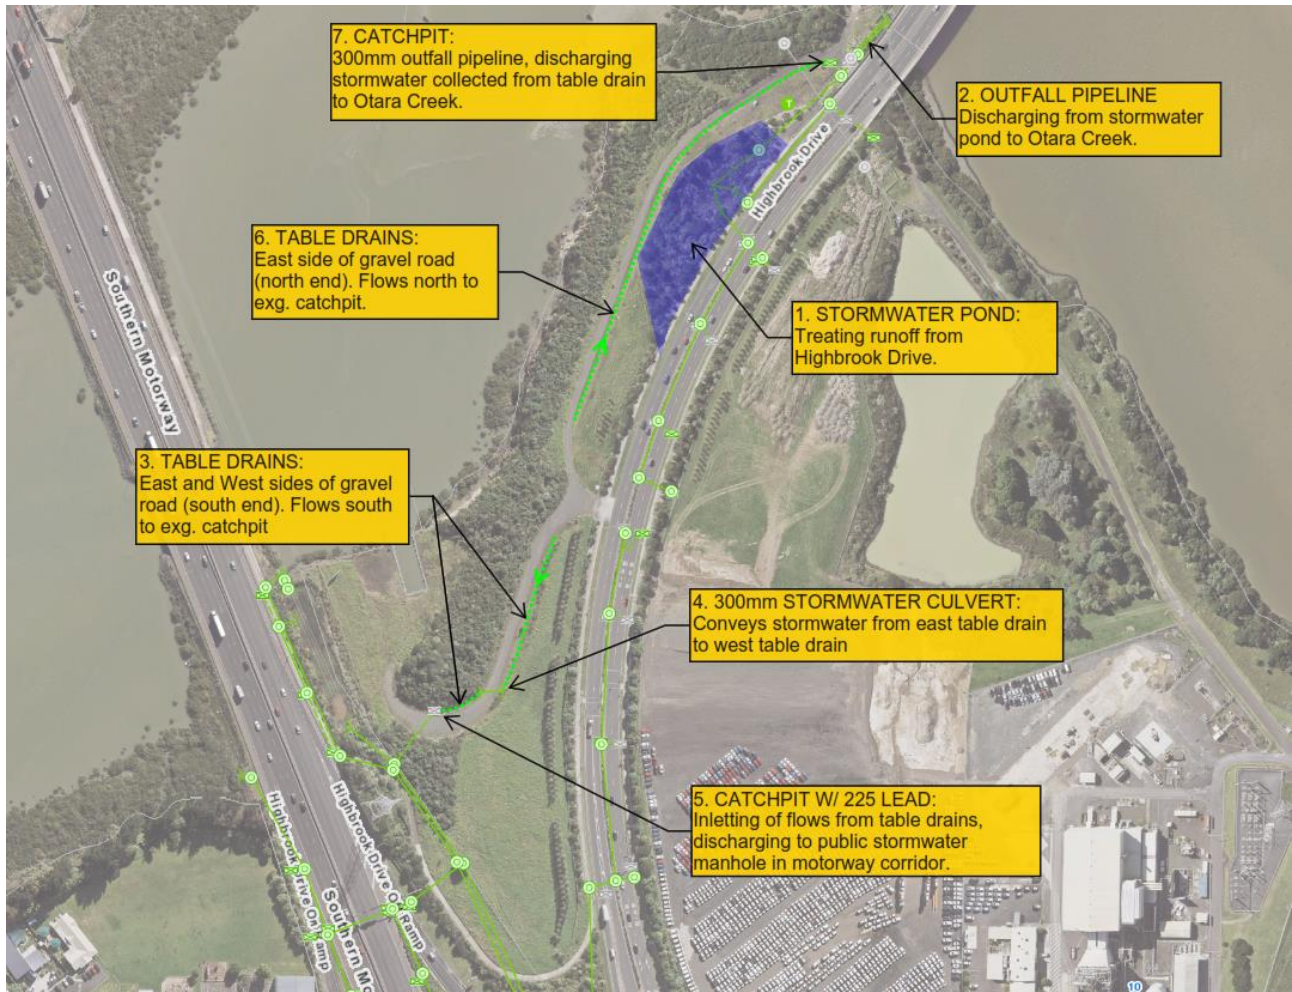 7. CATCHPIT:
300mm outfall pipeline, discharging
stormwater collected from table drain
to Otara Creek.
2. OUTFALL PIPELINE
Discharging from stormwater
pond to Otara Creek.
T
Highbrook Drive
6. TABLE DRAINS:
East side of gravel road
(north end). Flows north to
exg. catchpit.
Southern Motorway
1. STORMWATER POND:
Treating runoff from
Highbrook Drive.
3. TABLE DRAINS:
East and West sides of gravel
road (south end). Flows south
to exg. catchpit
4. 300mm STORMWATER CULVERT:
Conveys stormwater from east table drain
to west table drain
5. CATCHPIT W/ 225 LEAD:
Inletting of flows from table drains,
discharging to public stormwater
manhole in motorway corridor.
Highbrook Drive On Ramp
Southern Mo
10